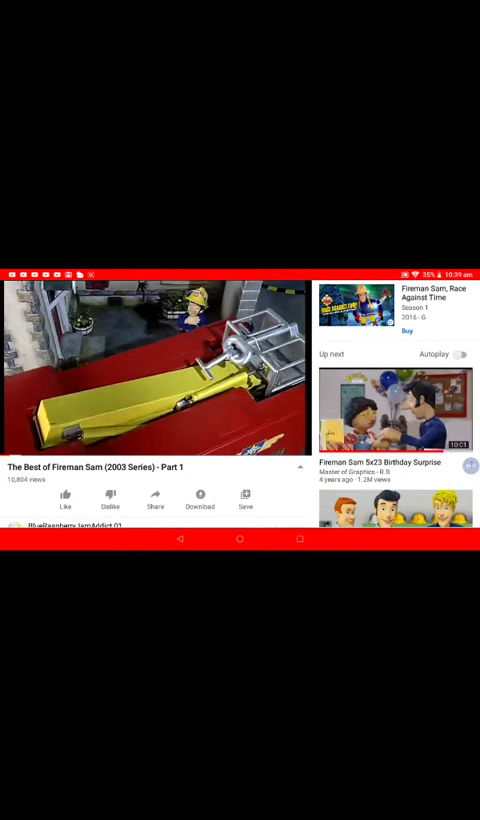 35% 10:39 am
Fireman Sam, Race
Against Time
Season 1
2016 - G
Buy
Up next
Autoplay
10:01
The Best of Fireman Sam (2003 Series) - Part 1
10,804 views
Fireman Sam 5x23 Birthday Surprise
Master of Graphics - R.B
4 years ago · 1.2M views
Like
Dislike
Share
Download
Save
BlueRaspberryJamAddict 01